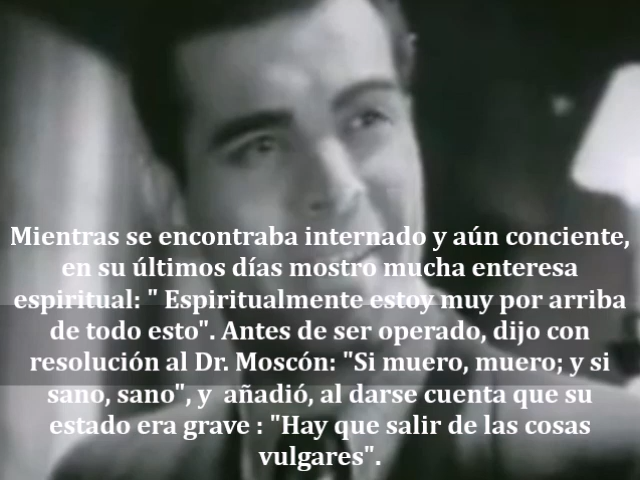 Mientras se encontraba internado y aún conciente,
en su últimos días mostro mucha enteresa
espiritual: " Espiritualmente estoy muy por arriba
de todo esto". Antes de ser operado, dijo con
resolución al Dr. Moscón: "Si muero, muero; y si
sano, sano", y  añadió, al darse cuenta que su
estado era grave : "Hay que salir de las cosas
vulgares".